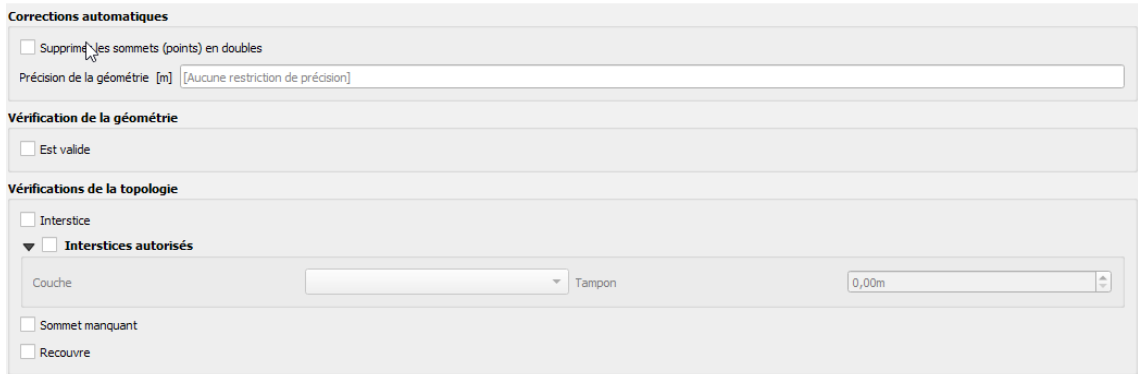 Corrections automatiques
Supprimer les sommets (points) en doubles
Précision de la géométrie [m] [Aucune restriction de précision]
Vérification de la géométrie
Est valide
Vérifications de la topologie
Interstice
Interstices autorisés
Couche Tampon 0,00m
Sommet manquant
Recouvre